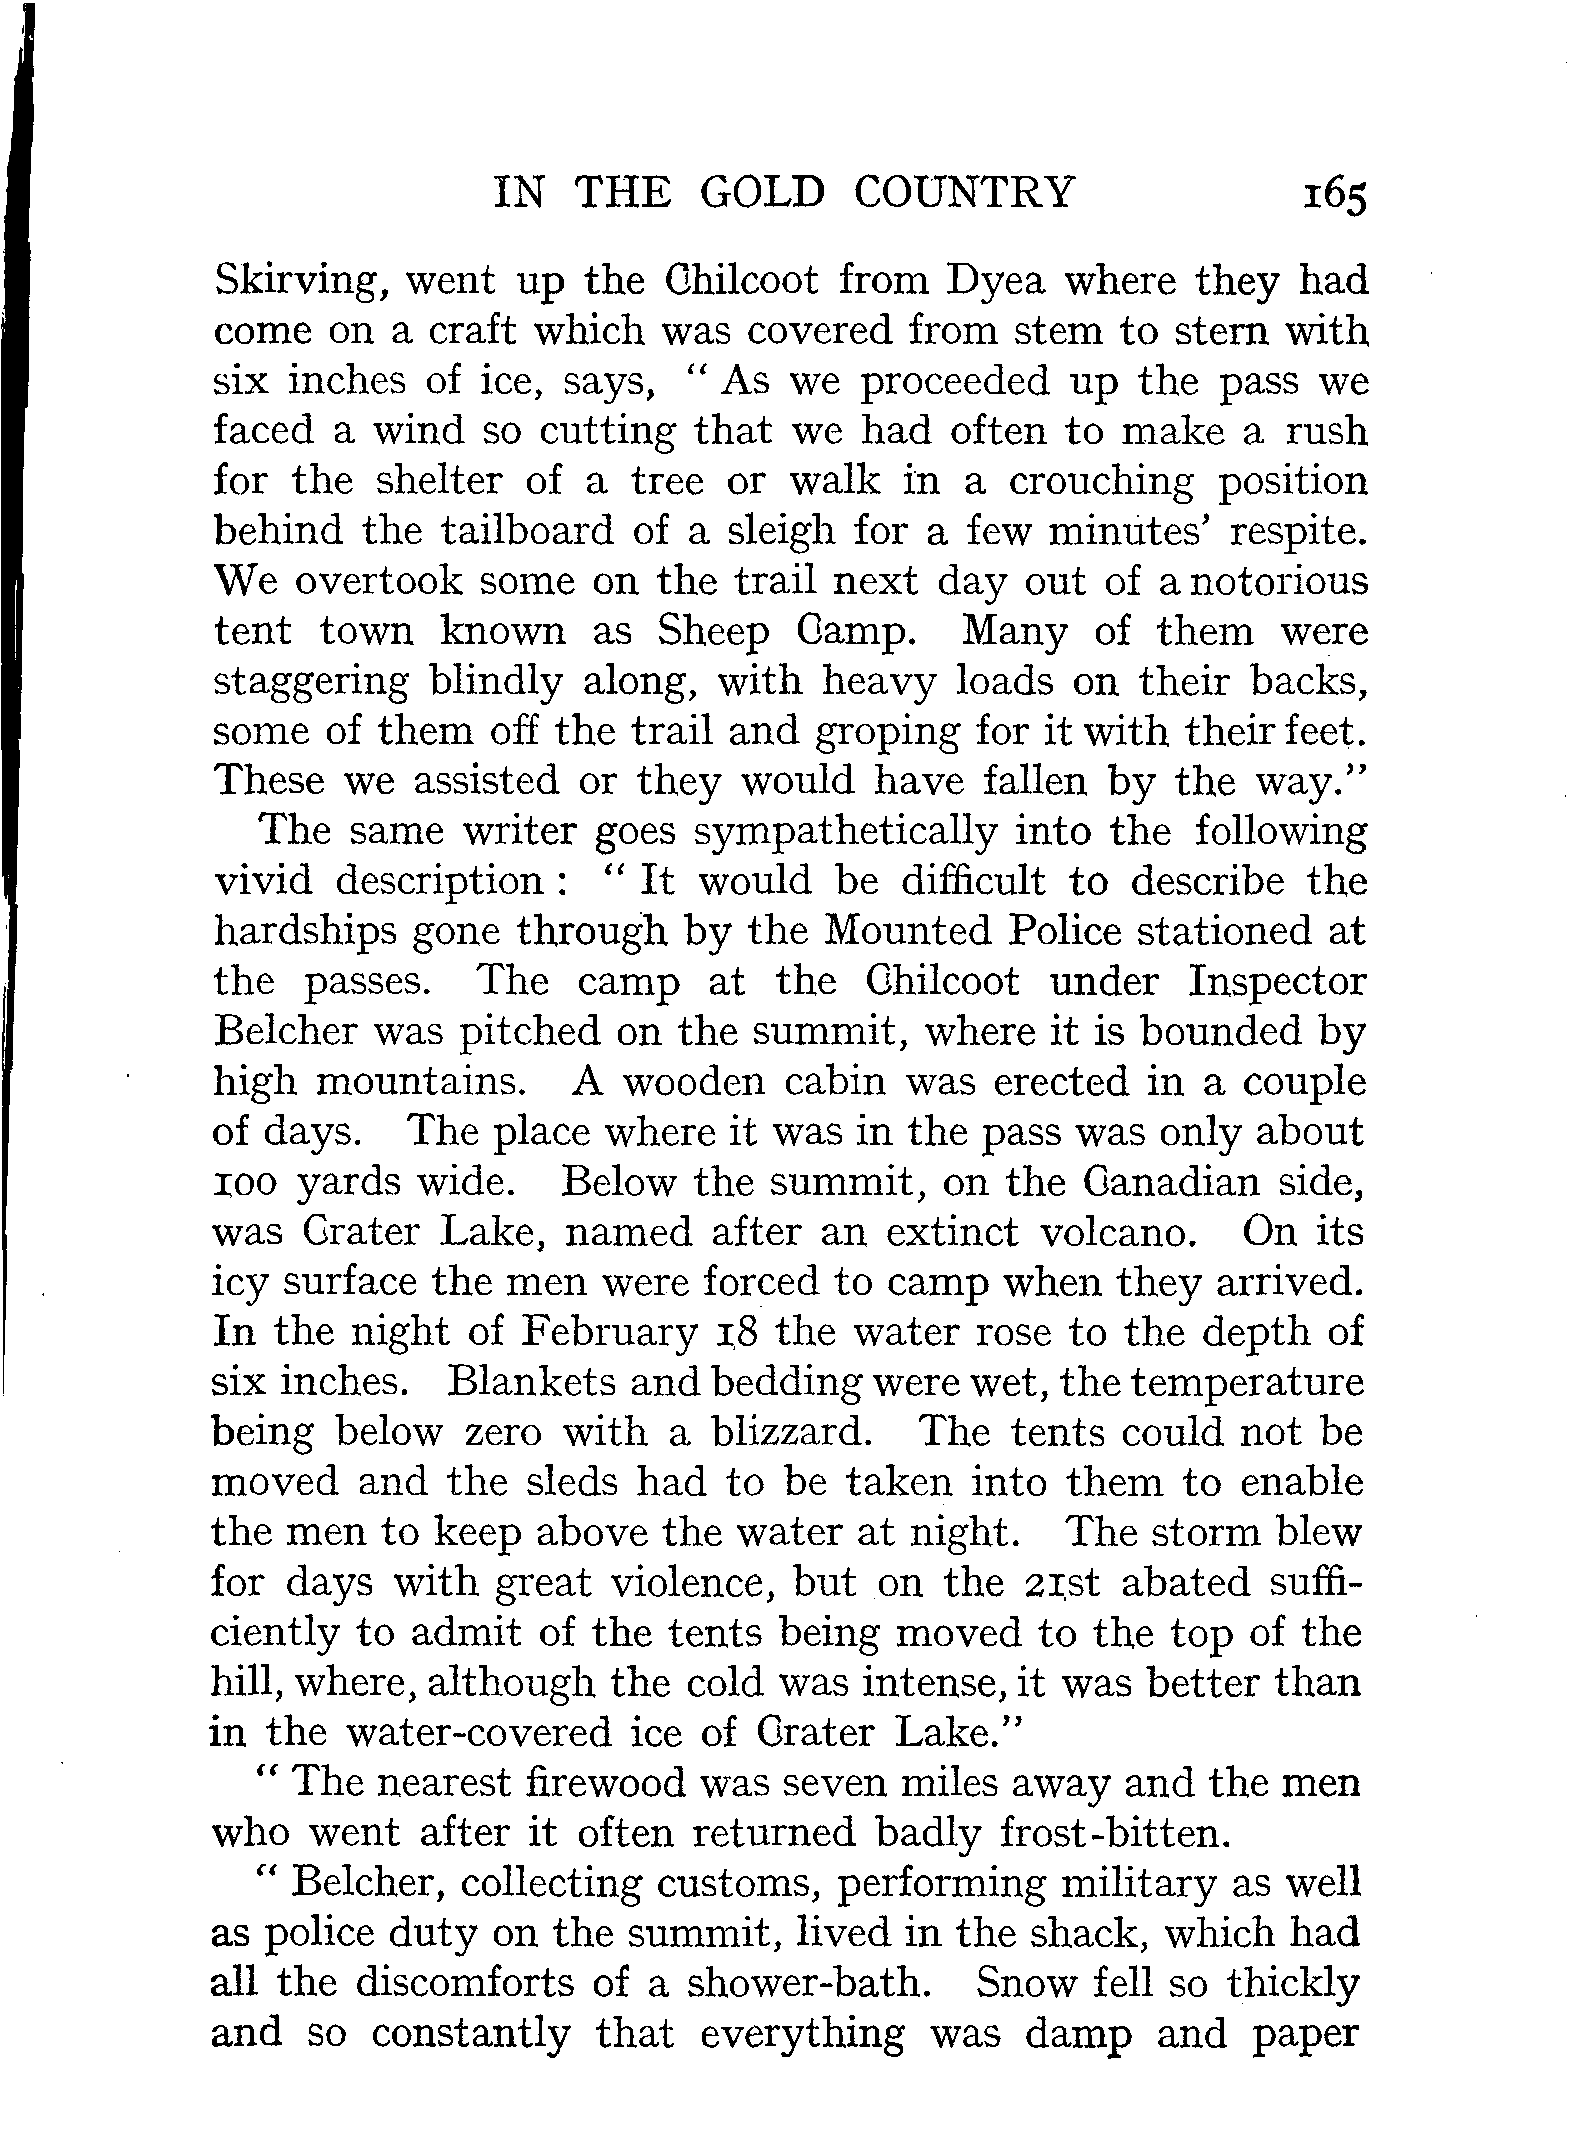 IN THE GOLD COUNTRY 165
Skirving, went up the Chilcoot from Dyea where they had
come on a craft which was covered from stem to stern with
six inches of ice, says, “ As we proceeded up the pass we
faced a wind so cutting that we had often to make a rush
for the shelter of a tree or walk in a crouching position
behind the tailboard of a sleigh for a few minutes’ respite.
We overtook some on the trail next day out of a notorious
tent town known as Sheep Camp. Many of them were
staggering blindly along, with heavy loads on their backs,
some of them off the trail and groping for it with their feet.
These we assisted or they would have fallen by the way.”
The same writer goes sympathetically into the following
vivid description : “ It would be difficult to describe the
hardships gone through by the Mounted Police stationed at
the passes. The camp at the Chilcoot under Inspector
Belcher was pitched on the summit, where it is bounded by
high mountains. A wooden cabin was erected in a couple
of days. The place where it was in the pass was only about
100 yards wide. Below the summit, on the Canadian side,
was Crater Lake, named after an extinct volcano. On its
icy surface the men were forced to camp when they arrived.
In the night of February 18 the water rose to the depth of
six inches. Blankets and bedding were wet, the temperature
being below zero with a blizzard. The tents could not be
moved and the sleds had to be taken into them to enable
the men to keep above the water at night. The storm blew
for days with great violence, but on the 21st abated suffi-
ciently to admit of the tents being moved to the top of the
hill, where, although the cold was intense, it was better than
in the water-covered ice of Crater Lake.”
“ The nearest firewood was seven miles away and the men
who went after it often returned badly frost-bitten.
“ Belcher, collecting customs, performing military as well
as police duty on the summit, lived in the shack, which had
all the discomforts of a shower-bath. Snow fell so thickly
and so constantly that everything was damp and paper